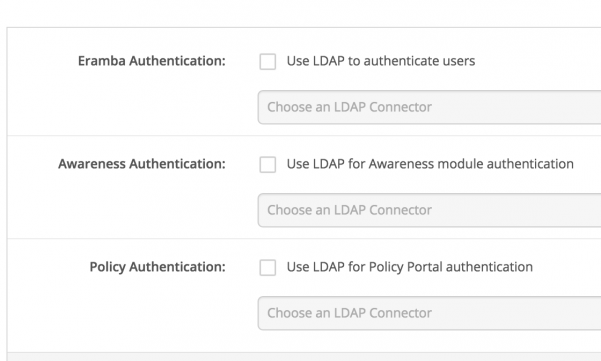 Eramba Authentication: Use LDAP to authenticate users
Choose an LDAP Connector
Awareness Authentication: Use LDAP for Awareness module authentication
Choose an LDAP Connector
Policy Authentication: Use LDAP for Policy Portal authentication
Choose an LDAP Connector